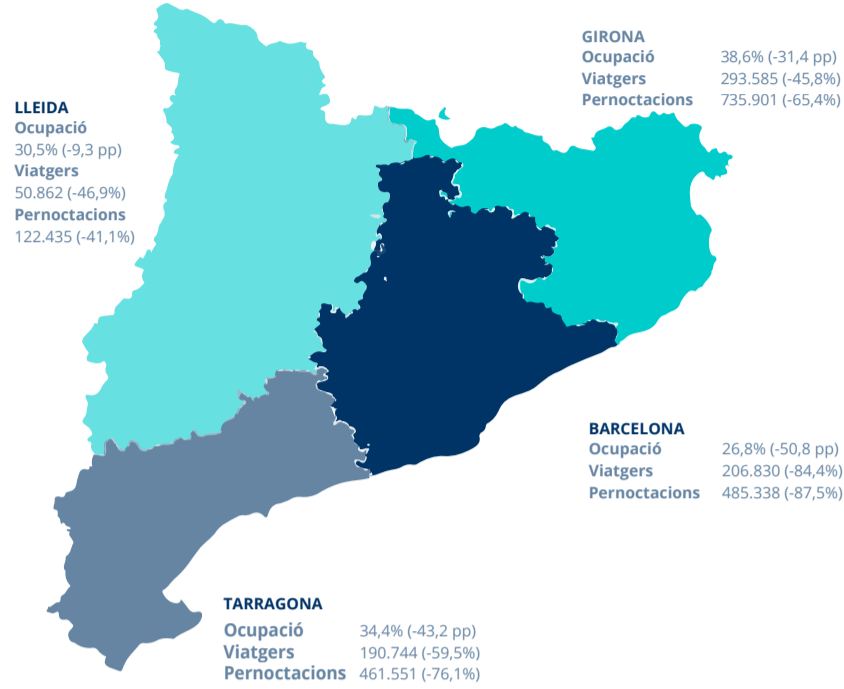 GIRONA
Ocupació 38,6% (-31,4 pp)
Viatgers 293.585 (-45,8%)
Pernoctacions 735.901 (-65,4%)
LLEIDA
Ocupació
30,5% (-9,3 pp)
Viatgers
50.862 (-46,9%)
Pernoctacions
122.435 (-41,1%)
BARCELONA
Ocupació 26,8% (-50,8 pp)
Viatgers 206.830 (-84,4%)
Pernoctacions 485.338 (-87,5%)
TARRAGONA
Ocupació 34,4% (-43,2 pp)
Viatgers 190.744 (-59,5%)
Pernoctacions 461.551 (-76,1%)